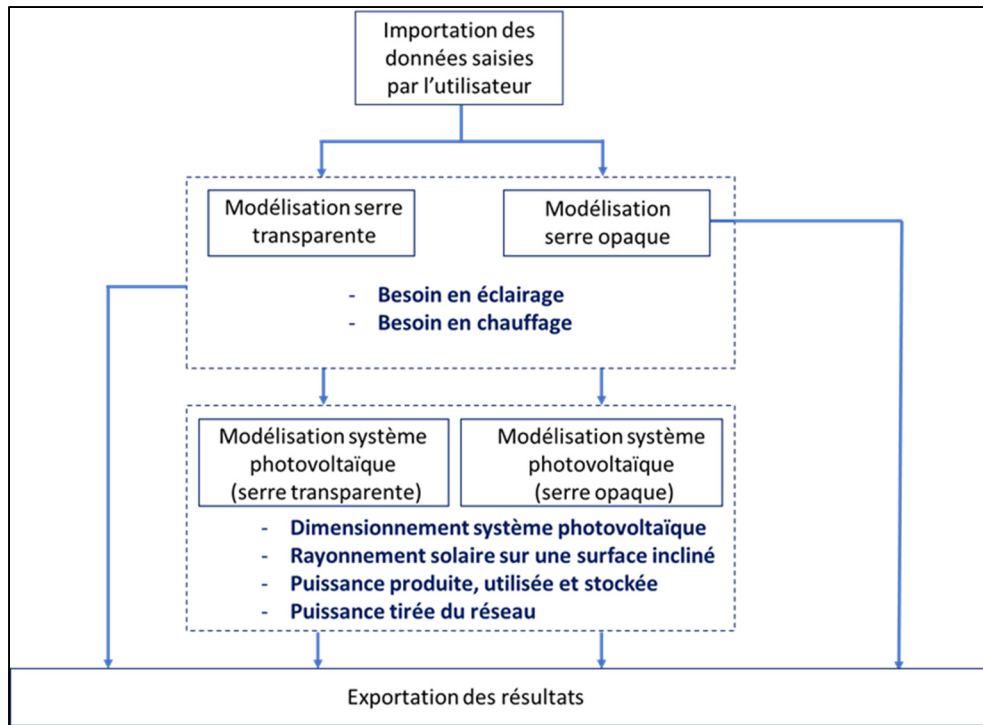 Importation des
données saisies
par l'utilisateur
Modélisation serre
transparente
Modélisation
serre opaque
- Besoin en éclairage
- Besoin en chauffage
Modélisation système
photovoltaïque
(serre transparente)
Modélisation système
photovoltaïque
(serre opaque)
- Dimensionnement système photovoltaïque
- Rayonnement solaire sur une surface incliné
- Puissance produite, utilisée et stockée
- Puissance tirée du réseau
Exportation des résultats